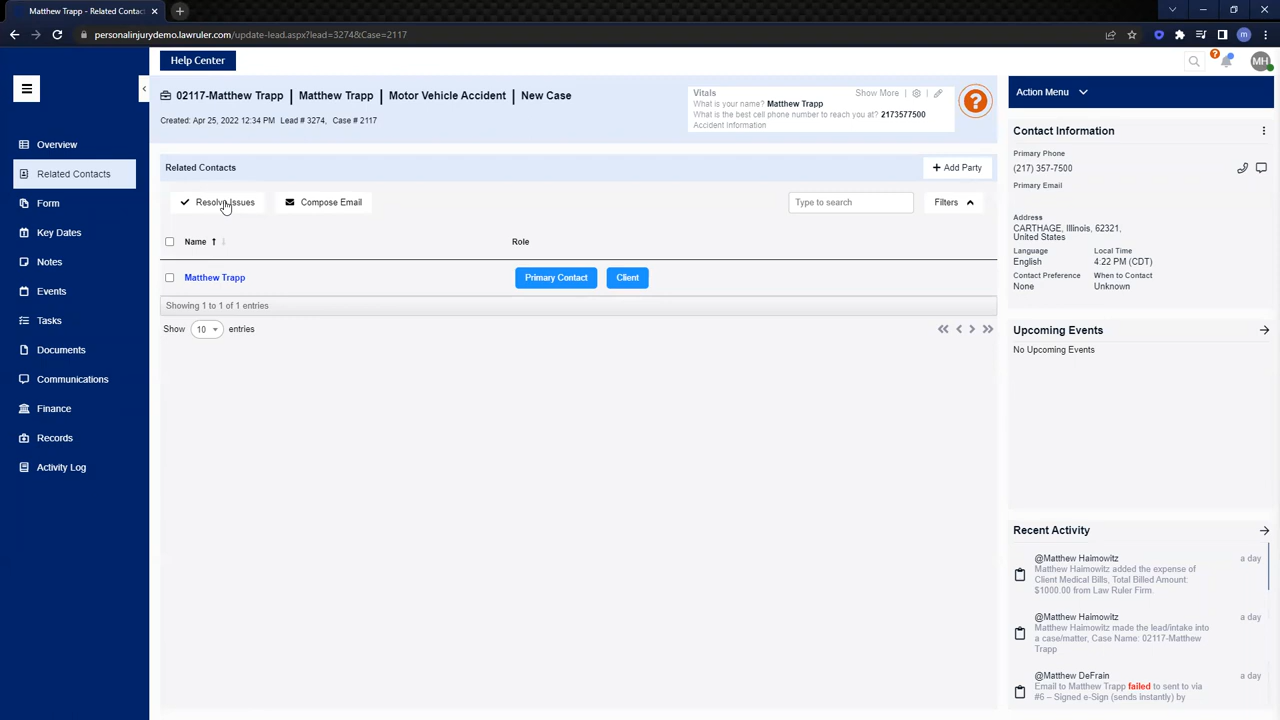 Matthew Trapp - Related Contac
personalinjurydemo.lawruler.com/update-lead.aspx?lead=3274&Case=2117
m
Help Center
MH
02117-Matthew Trapp | Matthew Trapp | Motor Vehicle Accident | New Case
Created: Apr 25, 2022 12:34 PM Lead # 3274, Case # 2117
Vitals
Show More
What is your name? Matthew Trapp
What is the best cell phone number to reach you at? 2173577500
Accident Information
?
Action Menu
Overview
Related Contacts
Form
Key Dates
Notes
Events
Tasks
Documents
Communications
Finance
Records
Activity Log
Related Contacts
+ Add Party
Resolve Issues
Compose Email
Type to search
Filters
Name
Role
Matthew Trapp
Primary Contact
Client
Showing 1 to 1 of 1 entries
Show 10 entries
Contact Information
Primary Phone
(217) 357-7500
Primary Email
Address
CARTHAGE, Illinois, 62321,
United States
Language
Local Time
English
4:22 PM (CDT)
Contact Preference
When to Contact
None
Unknown
Upcoming Events
No Upcoming Events
Recent Activity
@Matthew Haimowitz
a day
Matthew Haimowitz added the expense of
Client Medical Bills, Total Billed Amount:
$1000.00 from Law Ruler Firm.
@Matthew Haimowitz
a day
Matthew Haimowitz made the lead/intake into
a case/matter, Case Name: 02117-Matthew
Trapp
@Matthew DeFrain
a day
Email to Matthew Trapp failed to sent to via
#6 – Signed e-Sign (sends instantly) by